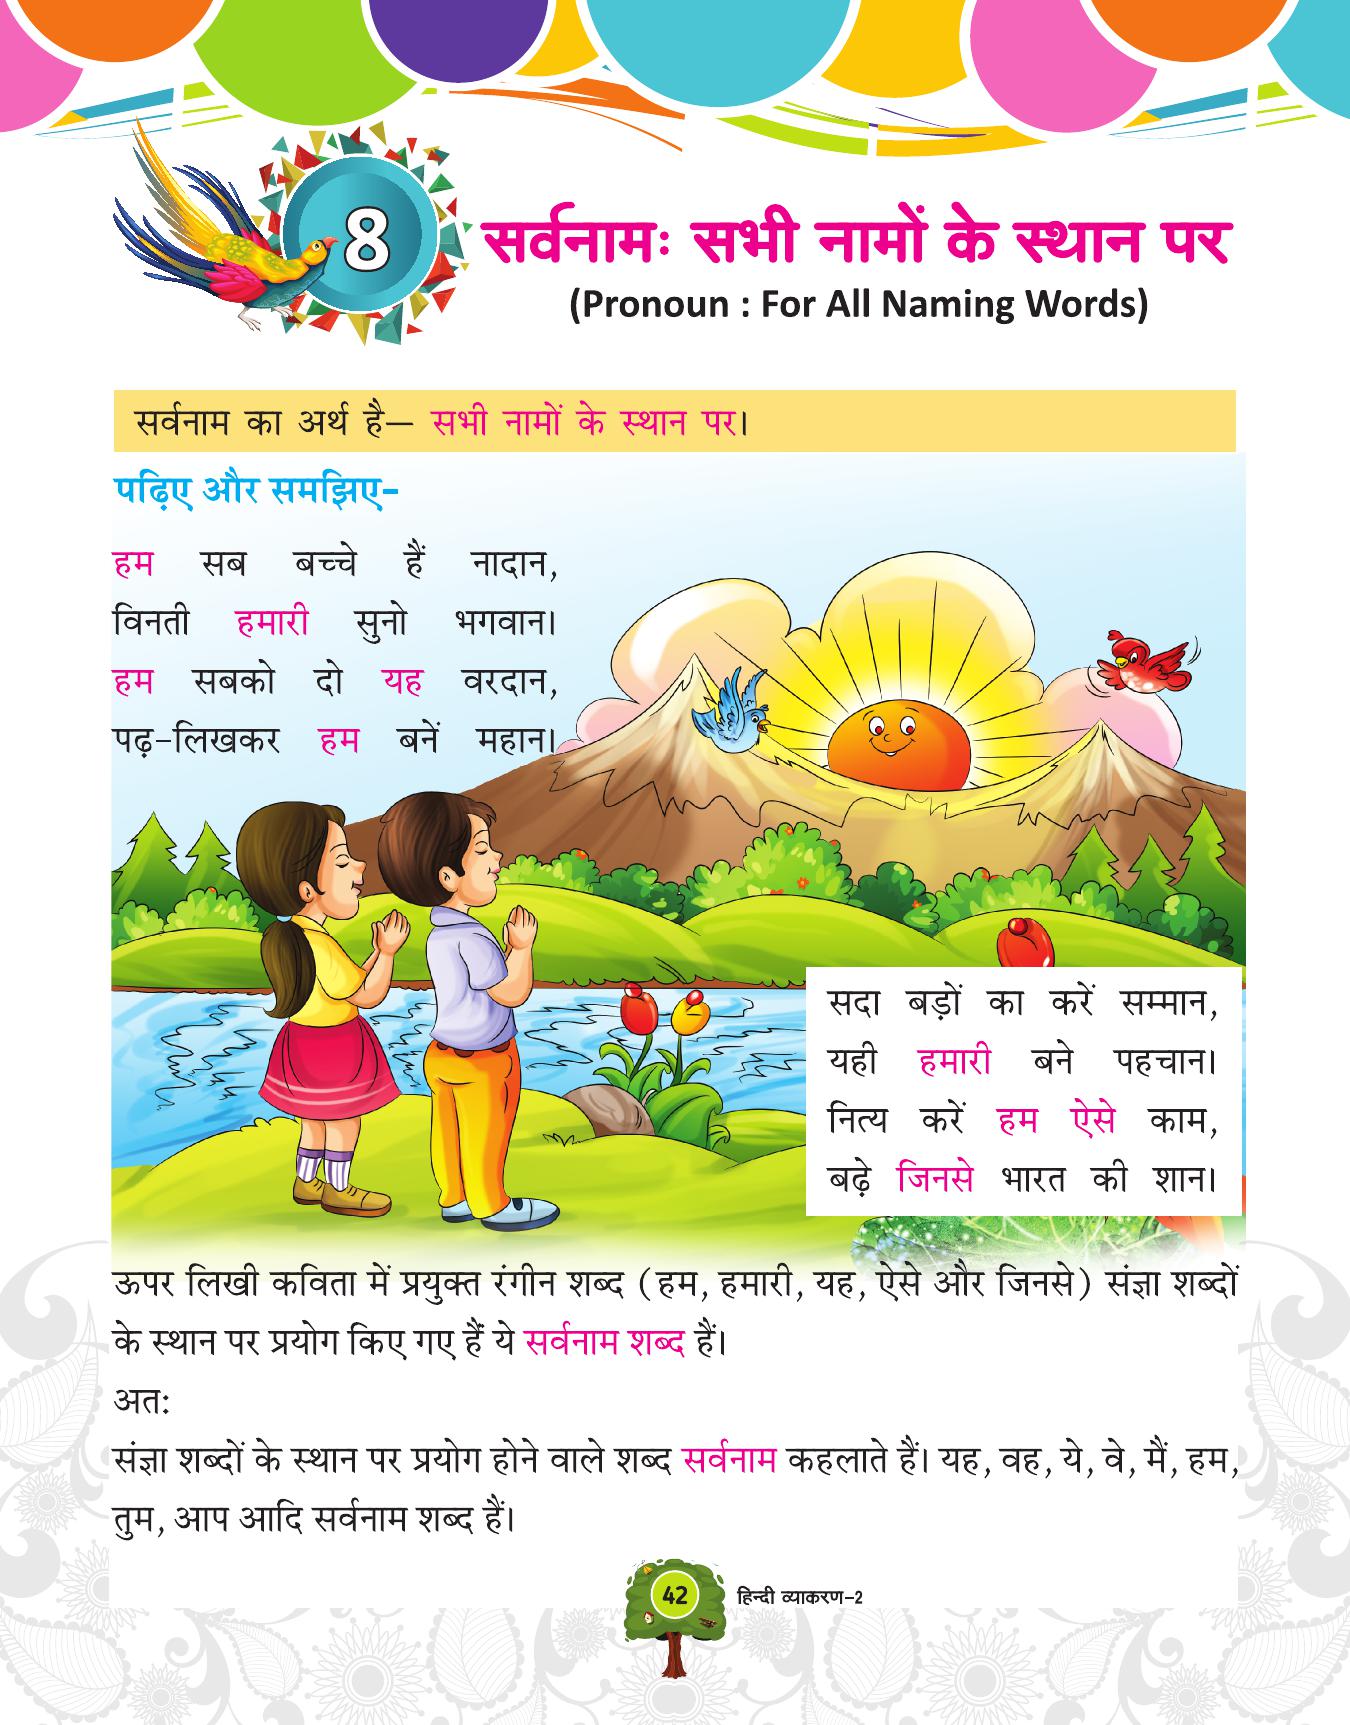 8
सर्वनामः सभी नामों के स्थान पर
(Pronoun : For All Naming Words)
सर्वनाम का अर्थ है— सभी नामों के स्थान पर।
पढ़िए और समझिए-
हम सब बच्चे हैं नादान,
विनती हमारी सुनो भगवान।
हम सबको दो यह वरदान,
पढ़-लिखकर हम बनें महान।
सदा बड़ों का करें सम्मान,
यही हमारी बने पहचान।
नित्य करें हम ऐसे काम,
बढ़े जिनसे भारत की शान।
ऊपर लिखी कविता में प्रयुक्त रंगीन शब्द (हम, हमारी, यह, ऐसे और जिनसे) संज्ञा शब्दों
के स्थान पर प्रयोग किए गए हैं ये सर्वनाम शब्द हैं।
अत:
संज्ञा शब्दों के स्थान पर प्रयोग होने वाले शब्द सर्वनाम कहलाते हैं। यह, वह, ये, वे, मैं, हम,
तुम, आप आदि सर्वनाम शब्द हैं।
42 हिन्दी व्याकरण-2